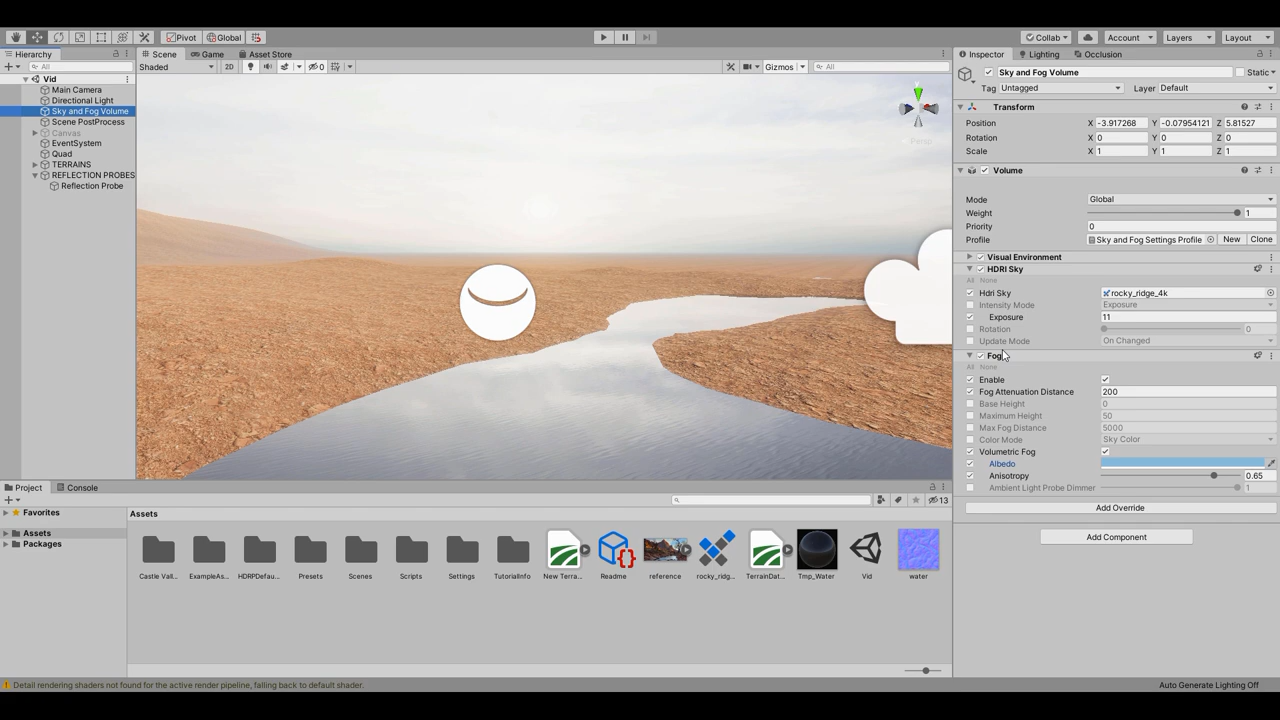 Pivot Global Collab Account Layers Layout
Hierarchy Scene Game Asset Store Inspector Lighting Occlusion
All Shaded 2D 0 Gizmos All Sky and Fog Volume Static
Vid
Main Camera
Directional Light
Sky and Fog Volume
Scene PostProcess
Canvas
EventSystem
Quad
TERRAINS
REFLECTION PROBES
Reflection Probe
Persp
Tag Untagged Layer Default
Transform
Position X -3.917268 Y -0.07954121 Z 5.81527
Rotation X 0 Y 0 Z 0
Scale X 1 Y 1 Z 1
Volume
Mode Global
Weight 1
Priority 0
Profile Sky and Fog Settings Profile New Clone
Visual Environment
HDRI Sky
All None
Hdri Sky rocky_ridge_4k
Intensity Mode Exposure
Exposure 11
Rotation 0
Update Mode On Changed
Fog
All None
Enable
Fog Attenuation Distance 200
Base Height 0
Maximum Height 50
Max Fog Distance 5000
Color Mode Sky Color
Volumetric Fog
Albedo
Anisotropy 0.65
Ambient Light Probe Dimmer 1
Add Override
Add Component
Project Console
13
Favorites
Assets
Packages
Assets
Castle Vall... ExampleAs... HDRPDefau... Presets Scenes Scripts Settings TutorialInfo New Terra... Readme reference rocky_ridg... TerrainDat... Tmp_Water Vid water
Detail rendering shaders not found for the active render pipeline, falling back to default shader.
Auto Generate Lighting Off